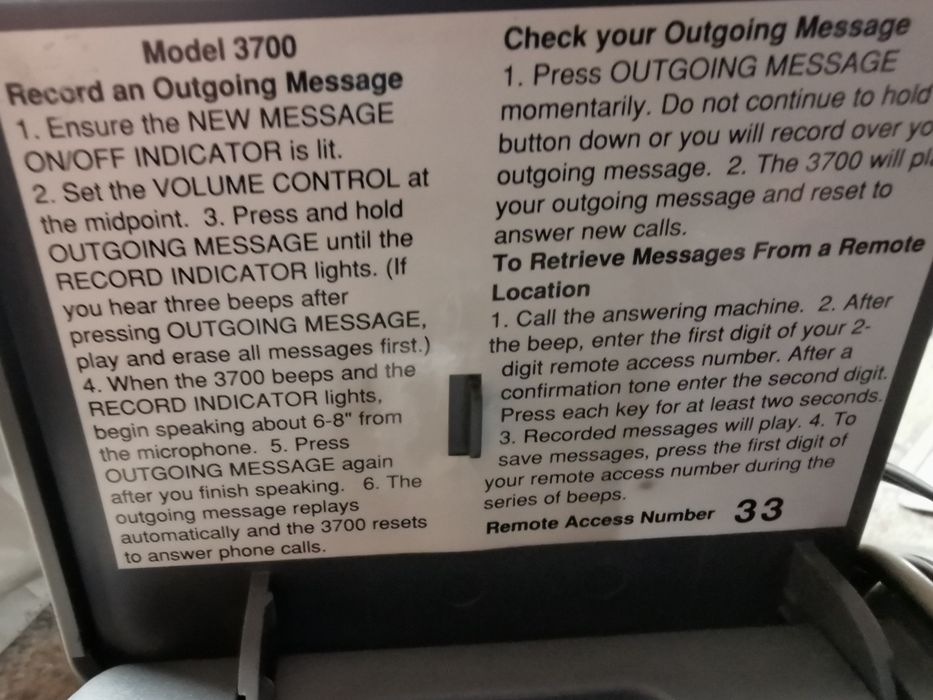 Model 3700
Record an Outgoing Message
1. Ensure the NEW MESSAGE
ON/OFF INDICATOR is lit.
2. Set the VOLUME CONTROL at
the midpoint. 3. Press and hold
OUTGOING MESSAGE until the
RECORD INDICATOR lights. (If
you hear three beeps after
pressing OUTGOING MESSAGE,
play and erase all messages first.)
4. When the 3700 beeps and the
RECORD INDICATOR lights,
begin speaking about 6-8" from
the microphone. 5. Press
OUTGOING MESSAGE again
after you finish speaking. 6. The
outgoing message replays
automatically and the 3700 resets
to answer phone calls.
Check your Outgoing Message
1. Press OUTGOING MESSAGE
momentarily. Do not continue to hold
button down or you will record over yo
outgoing message. 2. The 3700 will pl
your outgoing message and reset to
answer new calls.
To Retrieve Messages From a Remote
Location
1. Call the answering machine. 2. After
the beep, enter the first digit of your 2-
digit remote access number. After a
confirmation tone enter the second digit.
Press each key for at least two seconds.
3. Recorded messages will play. 4. To
save messages, press the first digit of
your remote access number during the
series of beeps.
Remote Access Number 33